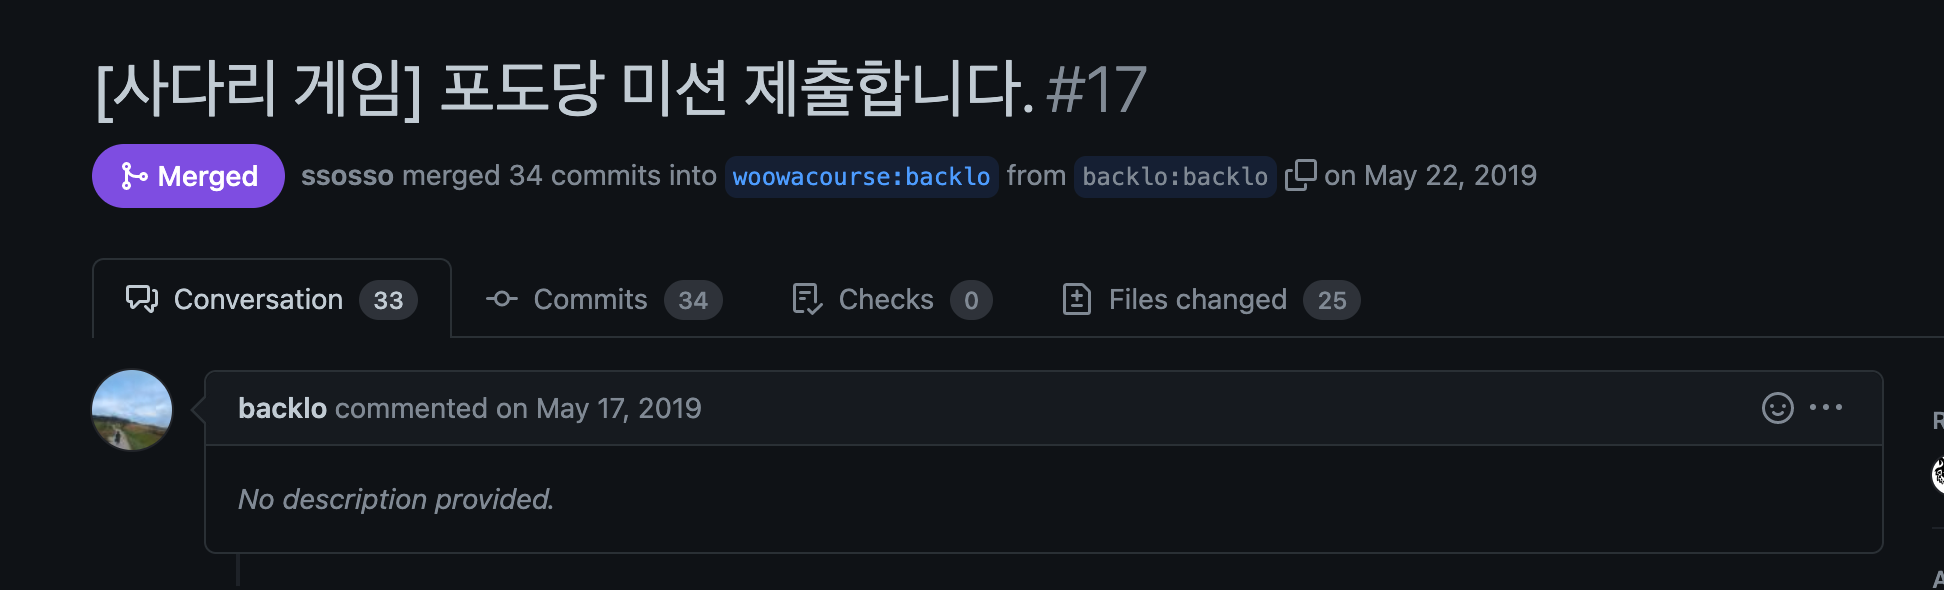 [사다리 게임] 포도당 미션 제출합니다. #17
Merged ssosso merged 34 commits into woowacourse:backlo from backlo:backlo on May 22, 2019
Conversation 33 Commits 34 Checks 0 Files changed 25
backlo commented on May 17, 2019
No description provided.